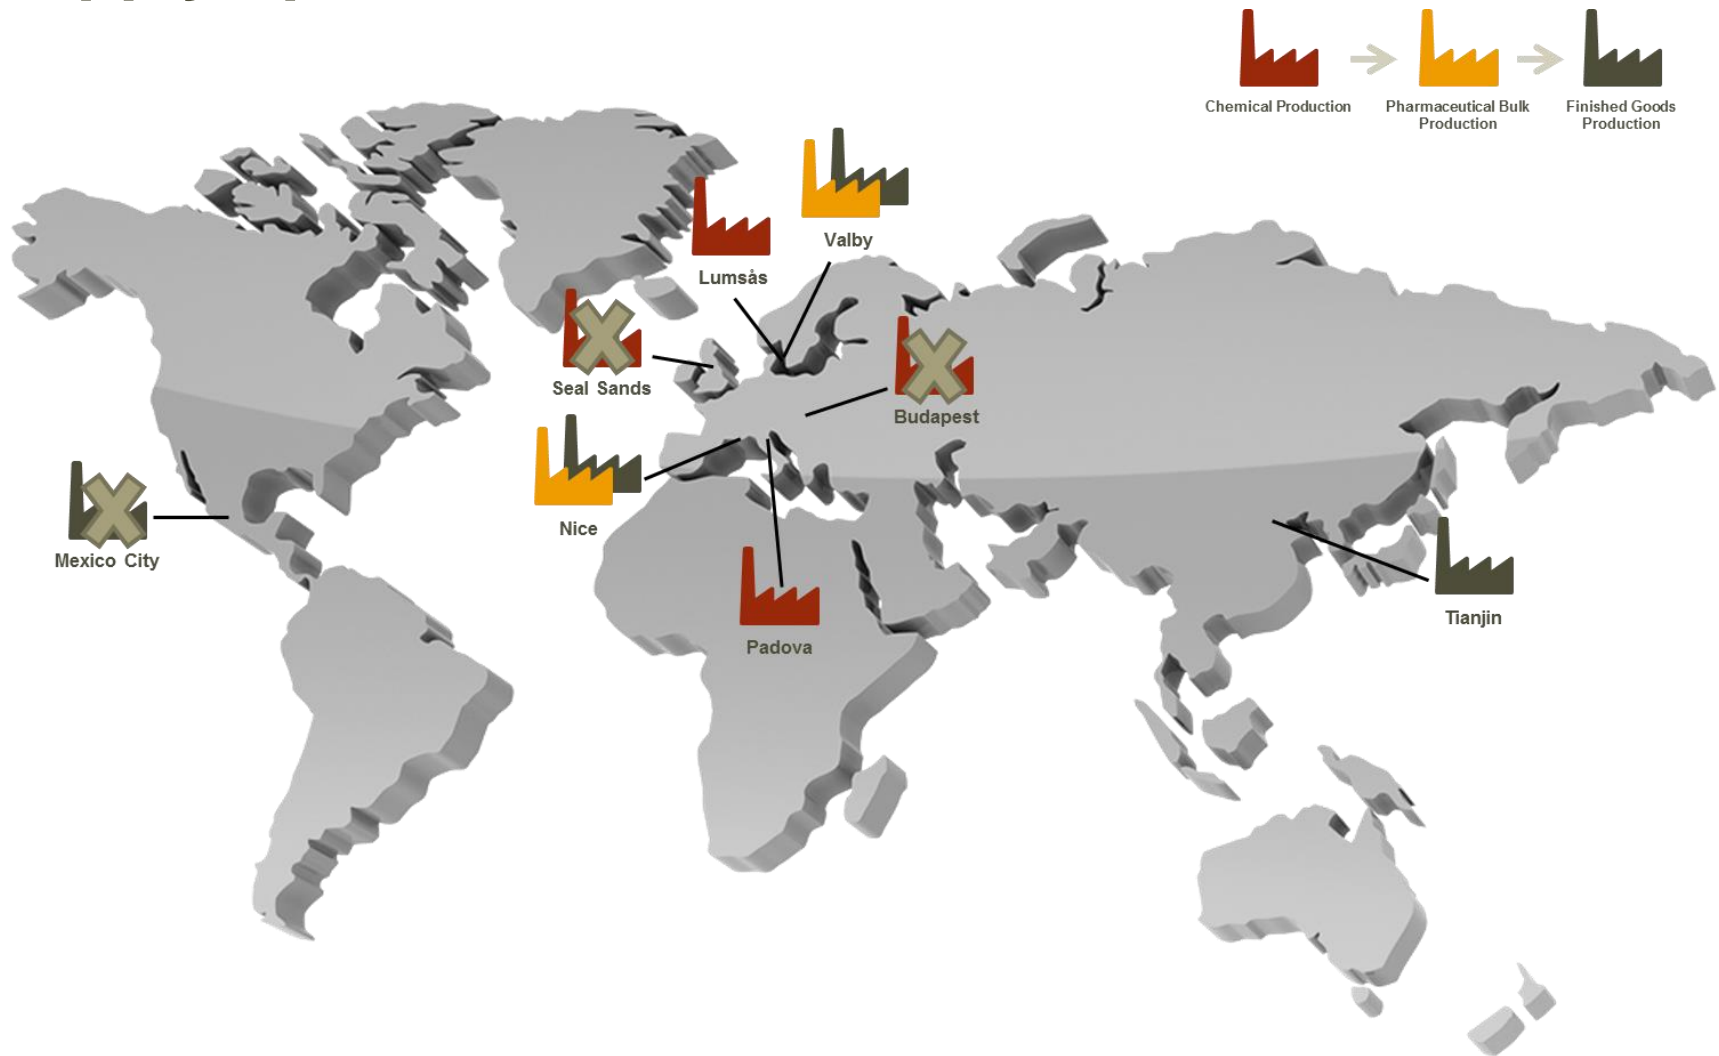 Chemical Production
Pharmaceutical Bulk
Production
Finished Goods
Production
Valby
Lumsås
Seal Sands
Budapest
Nice
Mexico City
Tianjin
Padova